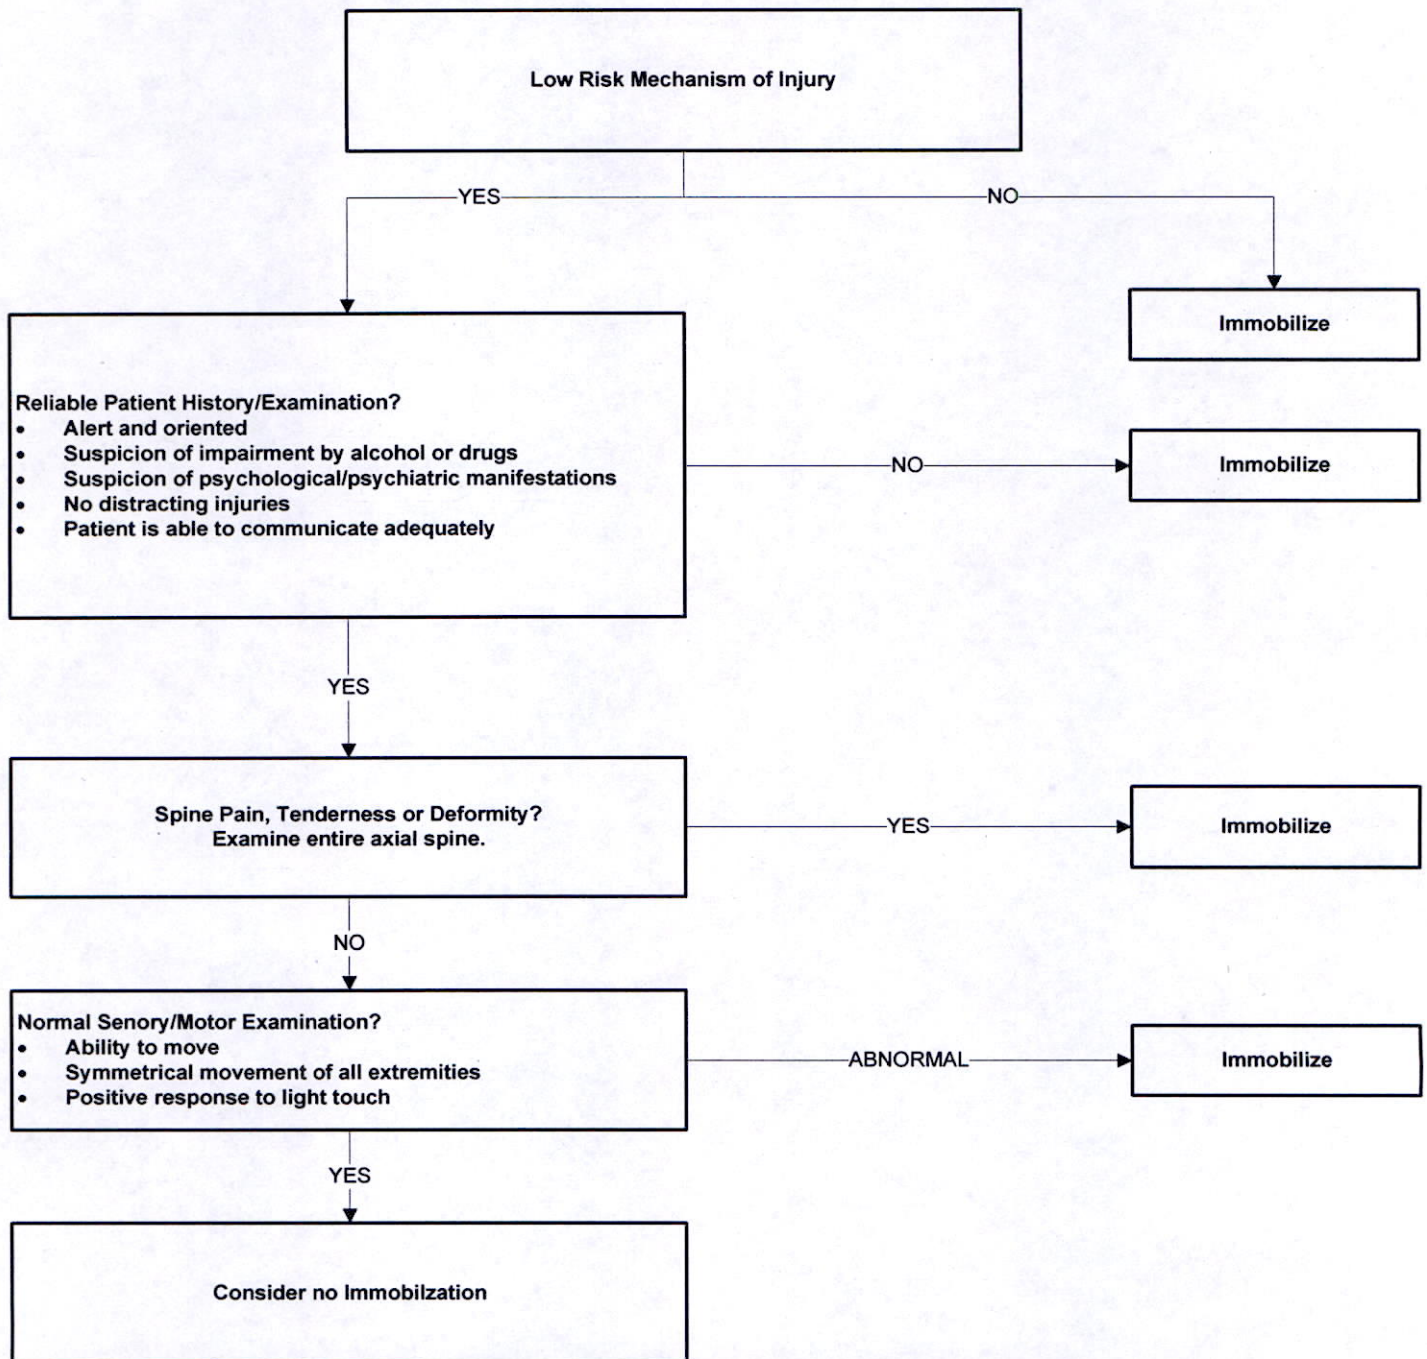 Low Risk Mechanism of Injury
YES
NO
Immobilize
Reliable Patient History/Examination?
• Alert and oriented
• Suspicion of impairment by alcohol or drugs
• Suspicion of psychological/psychiatric manifestations
• No distracting injuries
• Patient is able to communicate adequately
NO
Immobilize
YES
Spine Pain, Tenderness or Deformity?
Examine entire axial spine.
YES
Immobilize
NO
Normal Senory/Motor Examination?
• Ability to move
• Symmetrical movement of all extremities
• Positive response to light touch
ABNORMAL
Immobilize
YES
Consider no Immobilzation